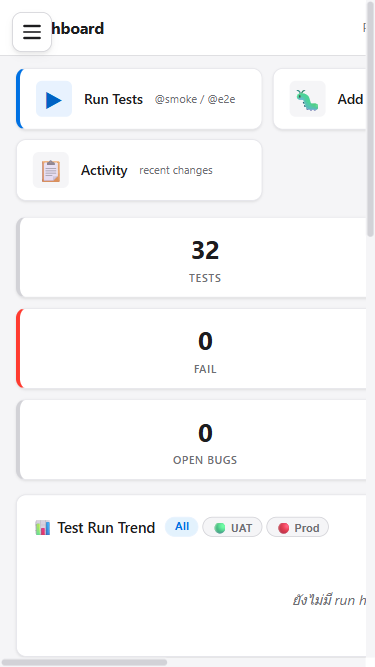 hboard
Run Tests @smoke / @e2e
Add
Activity recent changes
32
TESTS
0
FAIL
0
OPEN BUGS
Test Run Trend All UAT Prod
ยังไม่มี run h